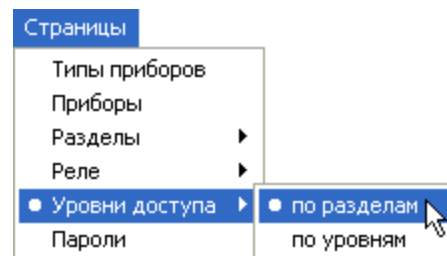 Страницы
Типы приборов
Приборы
Разделы
Реле
Уровни доступа
по разделам
Пароли
по уровням